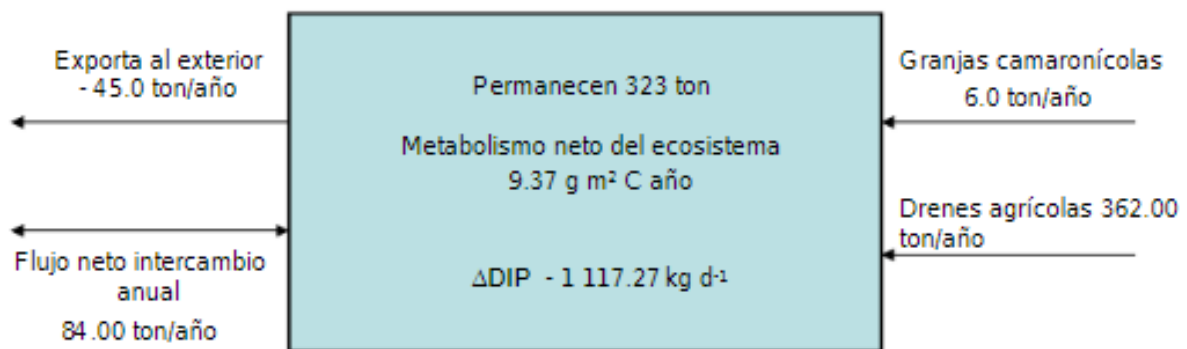 Exporta al exterior
- 45.0 ton/año
Flujo neto intercambio
anual
84.00 ton/año
Permanecen 323 ton
Metabolismo neto del ecosistema
9.37 g m² C año
ΔDIP - 1 117.27 kg d-1
Granjas camaronícolas
6.0 ton/año
Drenes agrícolas 362.00
ton/año